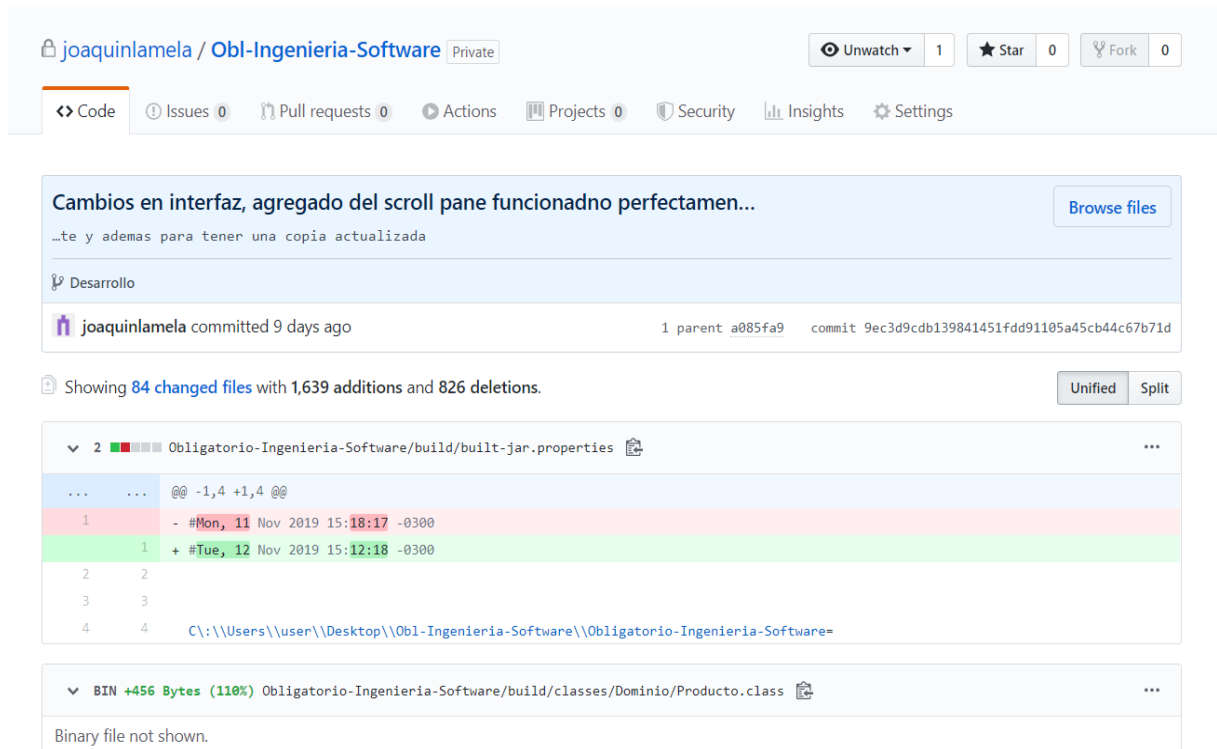 joaquinlamela / Obl-Ingenieria-Software Private Unwatch 1 Star 0 Fork 0
Code Issues 0 Pull requests 0 Actions Projects 0 Security Insights Settings
Cambios en interfaz, agregado del scroll pane funcionadno perfectamen... Browse files
…te y ademas para tener una copia actualizada
Desarrollo
joaquinlamela committed 9 days ago 1 parent a085fa9 commit 9ec3d9cdb139841451fdd91105a45cb44c67b71d
Showing 84 changed files with 1,639 additions and 826 deletions. Unified Split
2 Obligatorio-Ingenieria-Software/build/built-jar.properties ...
... ... @@ -1,4 +1,4 @@
1 - #Mon, 11 Nov 2019 15:18:17 -0300
1 + #Tue, 12 Nov 2019 15:12:18 -0300
2 2
3 3
4 4 C\:\\Users\\user\\Desktop\\Obl-Ingenieria-Software\\Obligatorio-Ingenieria-Software=
BIN +456 Bytes (110%) Obligatorio-Ingenieria-Software/build/classes/Dominio/Producto.class ...
Binary file not shown.